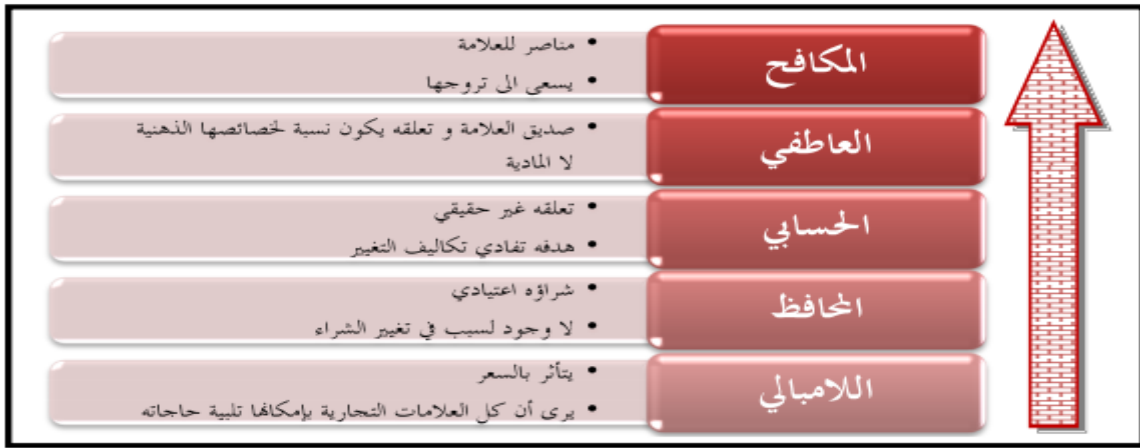 المكافح
• مناصر للعلامة
• يسعى الى تروجها
العاطفي
• صديق العلامة و تعلقه يكون نسبة لخصائصها الذهنية
لا المادية
الحسابي
• تعلقه غير حقيقي
• هدفه تفادي تكاليف التغيير
المحافظ
• شراؤه اعتيادي
• لا وجود لسبب في تغيير الشراء
اللامبالي
• يتأثر بالسعر
• يرى أن كل العلامات التجارية بإمكانها تلبية حاجاته